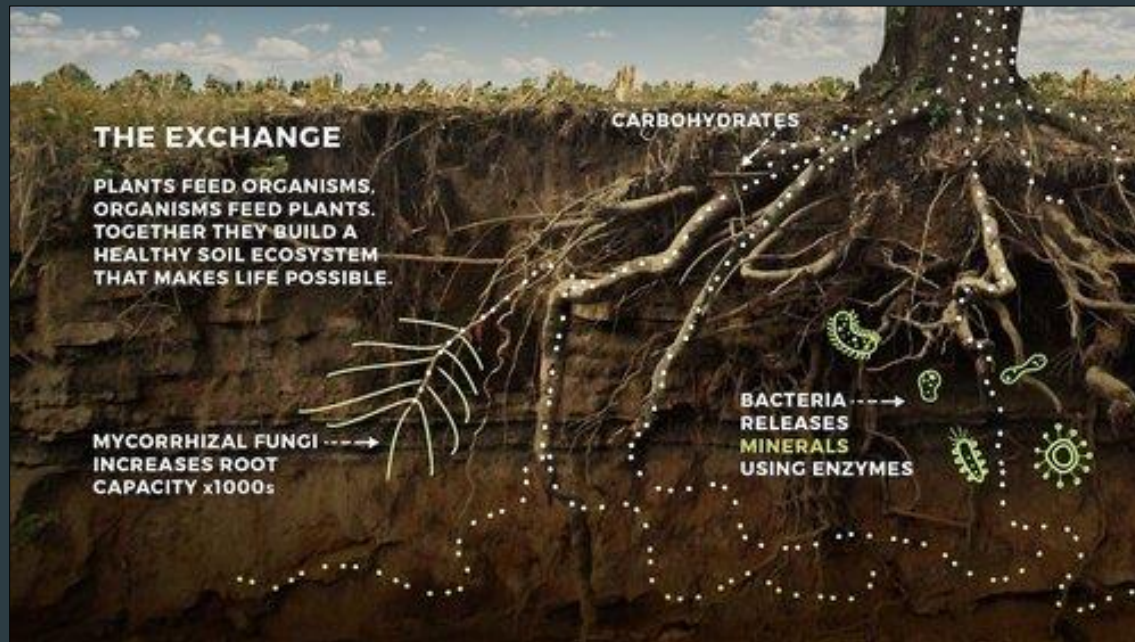 THE EXCHANGE
PLANTS FEED ORGANISMS,
ORGANISMS FEED PLANTS.
TOGETHER THEY BUILD A
HEALTHY SOIL ECOSYSTEM
THAT MAKES LIFE POSSIBLE.
CARBOHYDRATES
MYCORRHIZAL FUNGI
INCREASES ROOT
CAPACITY x1000s
BACTERIA
RELEASES
MINERALS
USING ENZYMES